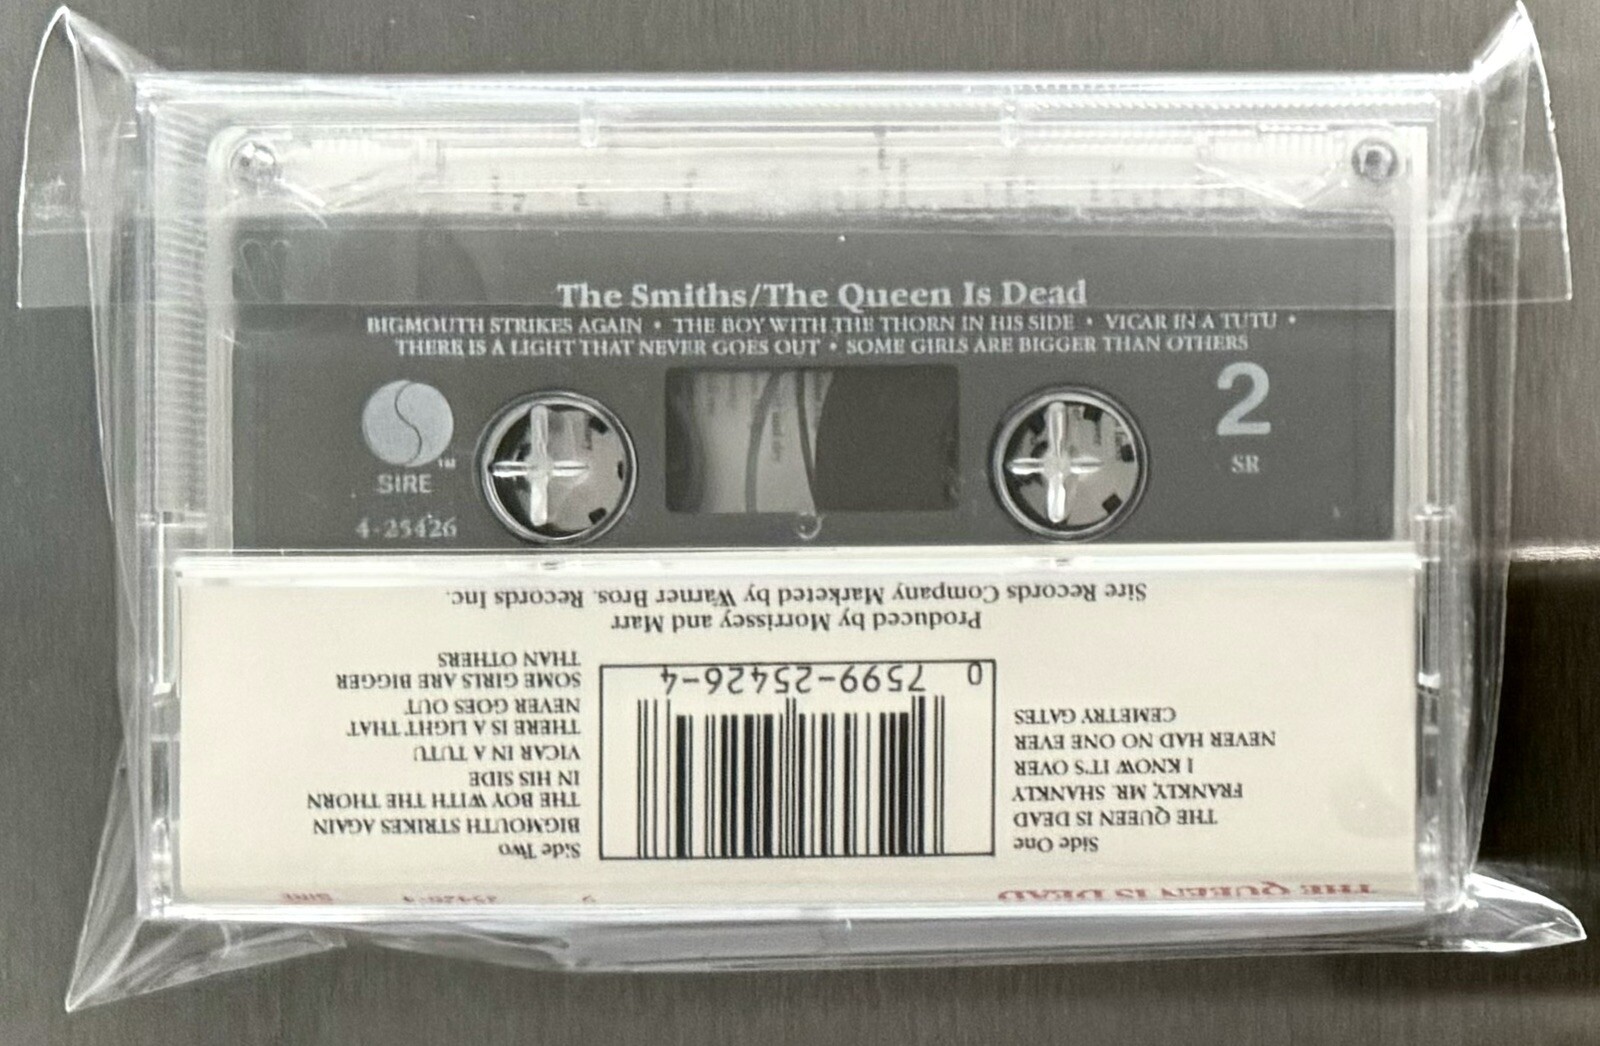 The Smiths/The Queen Is Dead
BIGMOUTH STRIKES AGAIN • THE BOY WITH THE THORN IN HIS SIDE • VICAR IN A TUTU •
THERE IS A LIGHT THAT NEVER GOES OUT • SOME GIRLS ARE BIGGER THAN OTHERS
SIRE
TM
4-25426
2
SR
THE QUEEN IS DEAD
25426-4
SIRE
Side One
THE QUEEN IS DEAD
FRANKLY, MR. SHANKLY
I KNOW IT'S OVER
NEVER HAD NO ONE EVER
CEMETRY GATES
0 7599-25426-4
Side Two
BIGMOUTH STRIKES AGAIN
THE BOY WITH THE THORN
IN HIS SIDE
VICAR IN A TUTU
THERE IS A LIGHT THAT
NEVER GOES OUT
SOME GIRLS ARE BIGGER
THAN OTHERS
Produced by Morrissey and Marr
Sire Records Company Marketed by Warner Bros. Records Inc.